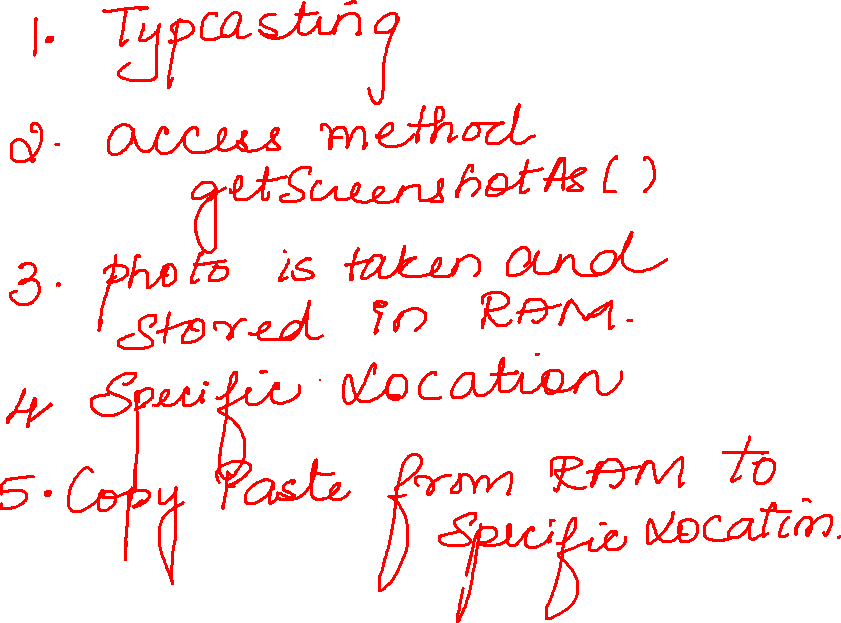 1. Typcasting
2. access method
getScreenshotAs()
3. photo is taken and
Stored in RAM.
4 Specific Location
5. Copy Paste from RAM to
Specific Location.